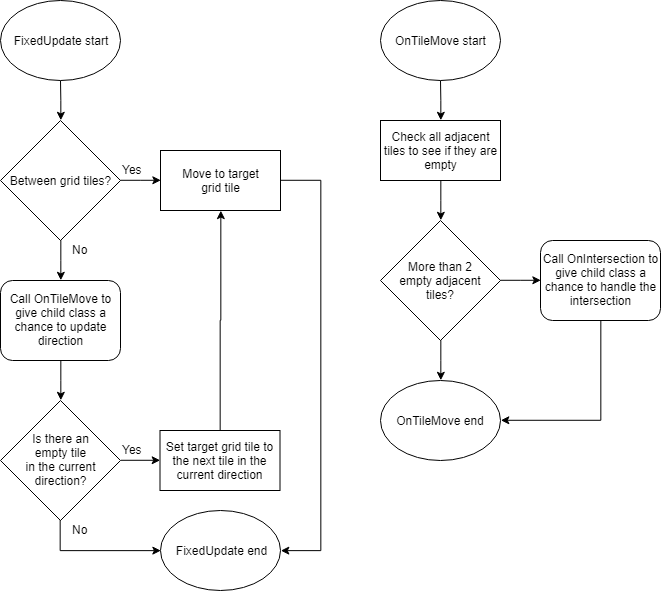 FixedUpdate start
Between grid tiles?
Yes
Move to target
grid tile
No
Call OnTileMove to
give child class a
chance to update
direction
Is there an
empty tile
in the current
direction?
Yes
Set target grid tile to
the next tile in the
current direction
No
FixedUpdate end
OnTileMove start
Check all adjacent
tiles to see if they are
empty
More than 2
empty adjacent
tiles?
Call OnIntersection to
give child class a
chance to handle the
intersection
OnTileMove end